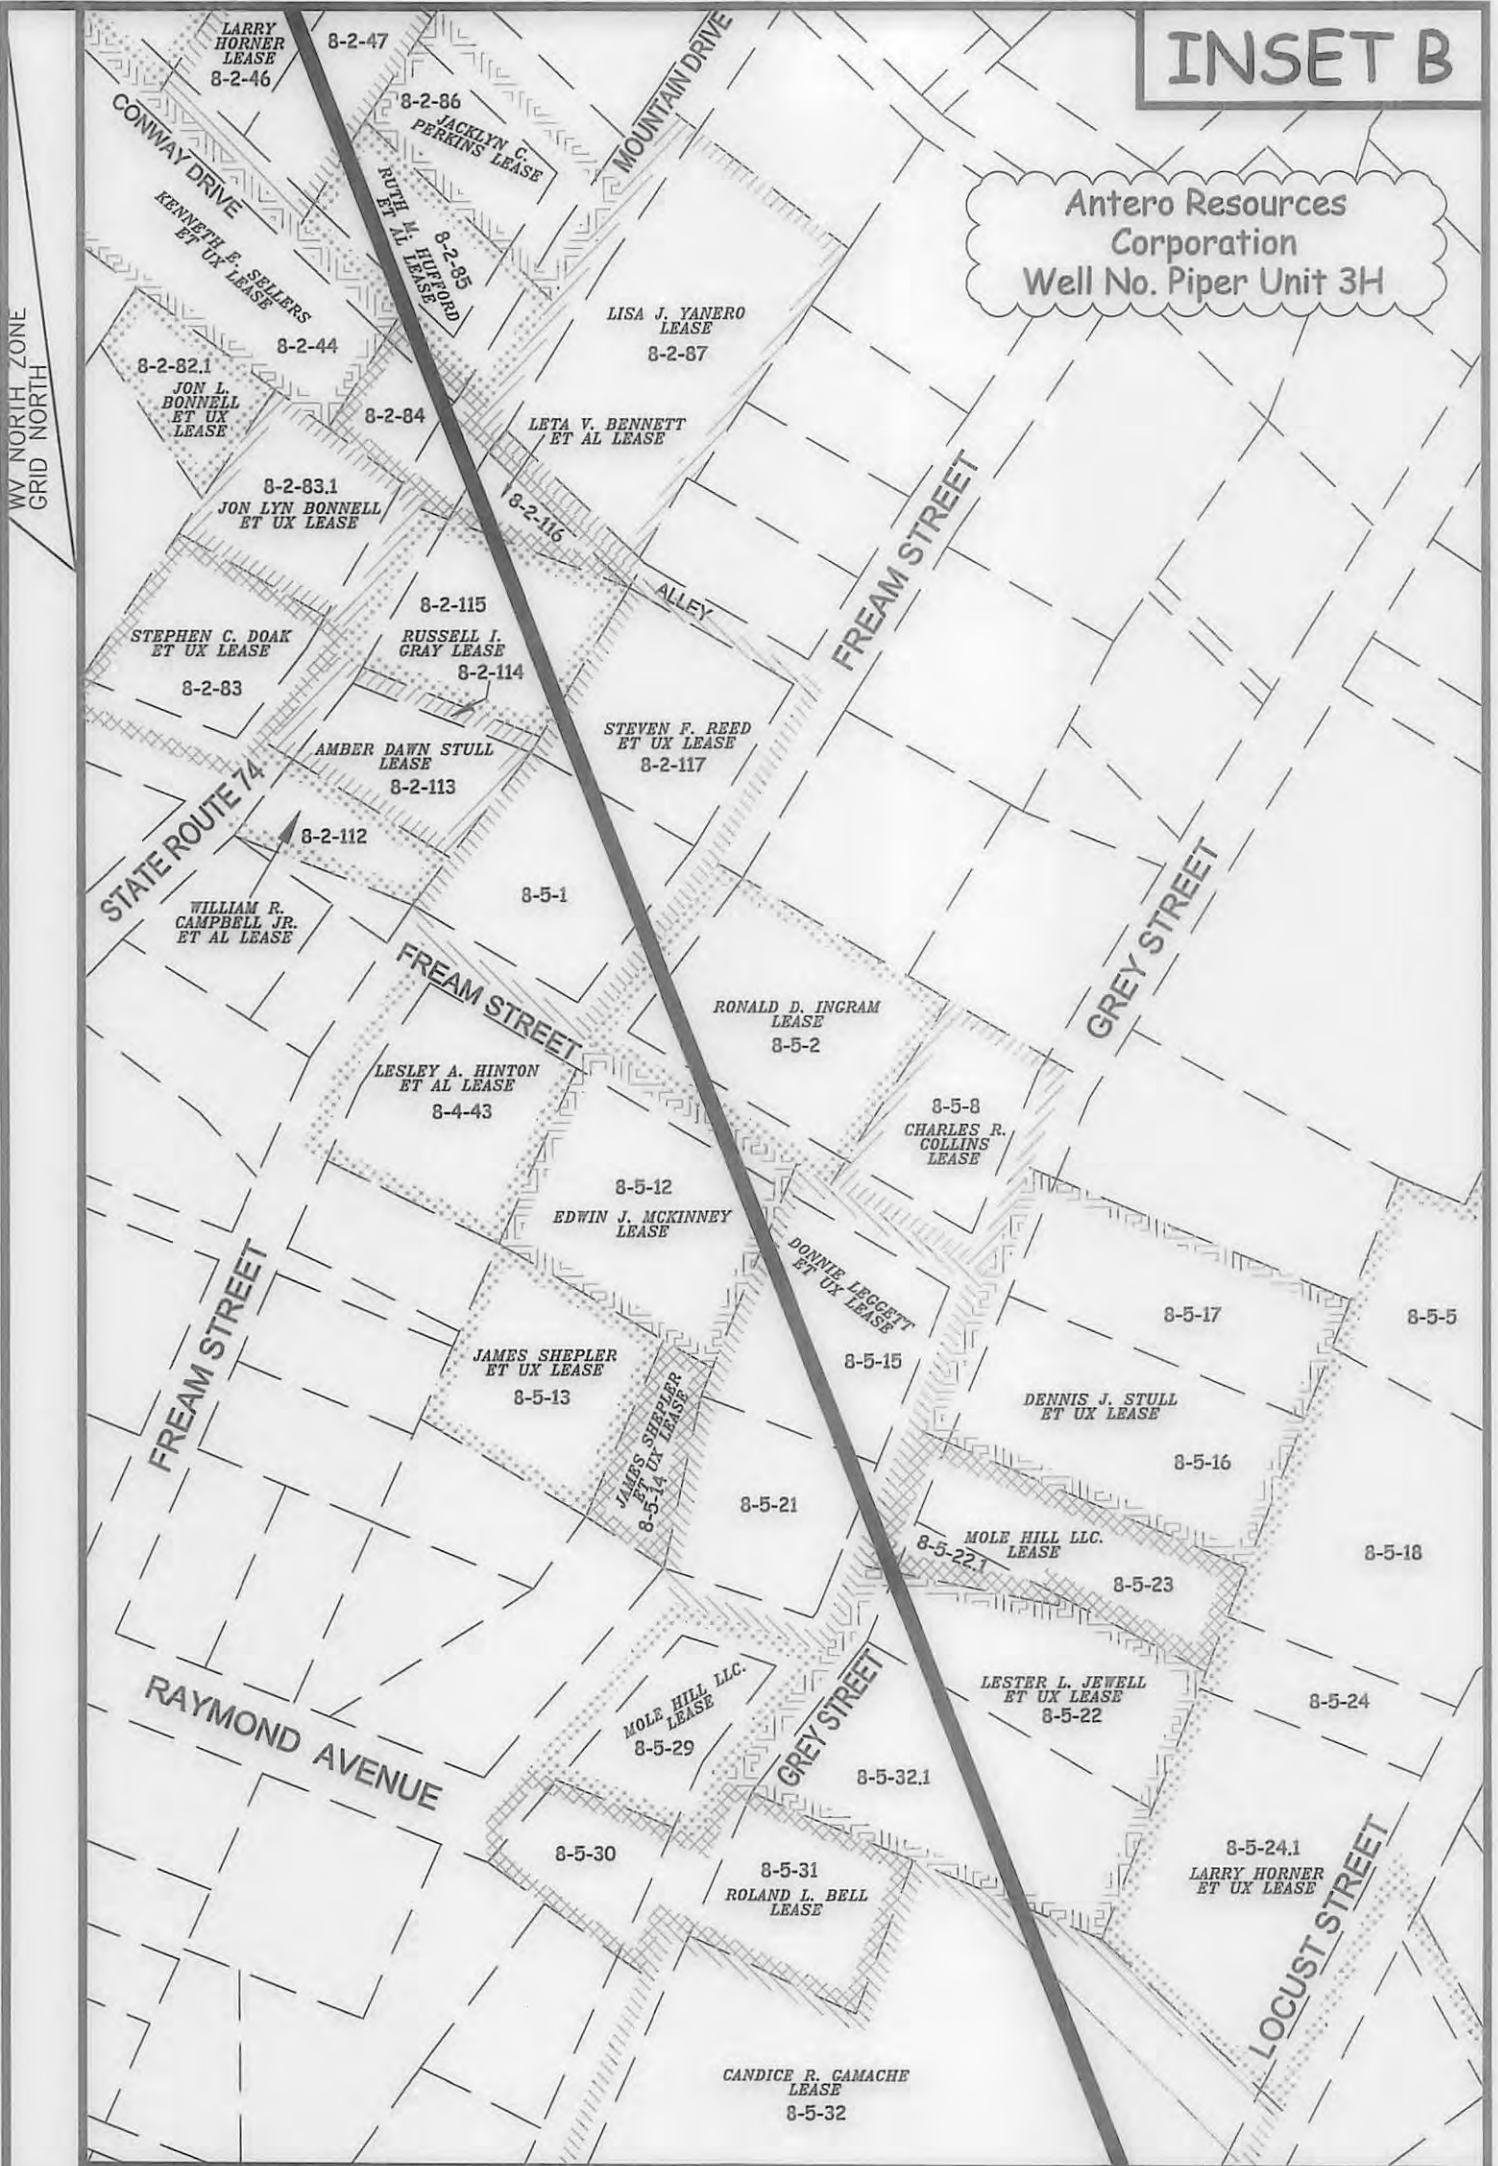 INSET B
Antero Resources
Corporation
Well No. Piper Unit 3H
WV NORTH ZONE
GRID NORTH
LARRY
HORNER
LEASE
8-2-46
8-2-47
8-2-86
JACKLYN C.
PERKINS LEASE
MOUNTAIN DRIVE
CONWAY DRIVE
RUTH M. HUFFORD
ET AL
LEASE
8-2-85
KENNETH E. SELLERS
ET UX LEASE
8-2-44
LISA J. YANERO
LEASE
8-2-87
8-2-82.1
JON L.
BONNELL
ET UX
LEASE
8-2-84
LETA V. BENNETT
ET AL LEASE
8-2-116
8-2-83.1
JON LYN BONNELL
ET UX LEASE
FREAM STREET
ALLEY
8-2-115
RUSSELL I.
GRAY LEASE
8-2-114
STEPHEN C. DOAK
ET UX LEASE
8-2-83
STEVEN F. REED
ET UX LEASE
8-2-117
AMBER DAWN STULL
LEASE
8-2-113
STATE ROUTE 74
8-2-112
WILLIAM R.
CAMPBELL JR.
ET AL LEASE
8-5-1
GREY STREET
FREAM STREET
RONALD D. INGRAM
LEASE
8-5-2
LESLEY A. HINTON
ET AL LEASE
8-4-43
8-5-8
CHARLES R.
COLLINS
LEASE
8-5-12
EDWIN J. MCKINNEY
LEASE
DONNIE LEGGETT
ET UX LEASE
8-5-15
8-5-17
8-5-5
FREAM STREET
JAMES SHEPLER
ET UX LEASE
8-5-13
JAMES SHEPLER
ET UX LEASE
8-5-14
DENNIS J. STULL
ET UX LEASE
8-5-16
8-5-21
MOLE HILL LLC.
LEASE
8-5-22.1
8-5-23
8-5-18
RAYMOND AVENUE
MOLE HILL LLC.
LEASE
8-5-29
GREY STREET
LESTER L. JEWELL
ET UX LEASE
8-5-22
8-5-24
8-5-32.1
8-5-30
8-5-31
ROLAND L. BELL
LEASE
8-5-24.1
LARRY HORNER
ET UX LEASE
LOCUST STREET
CANDICE R. GAMACHE
LEASE
8-5-32